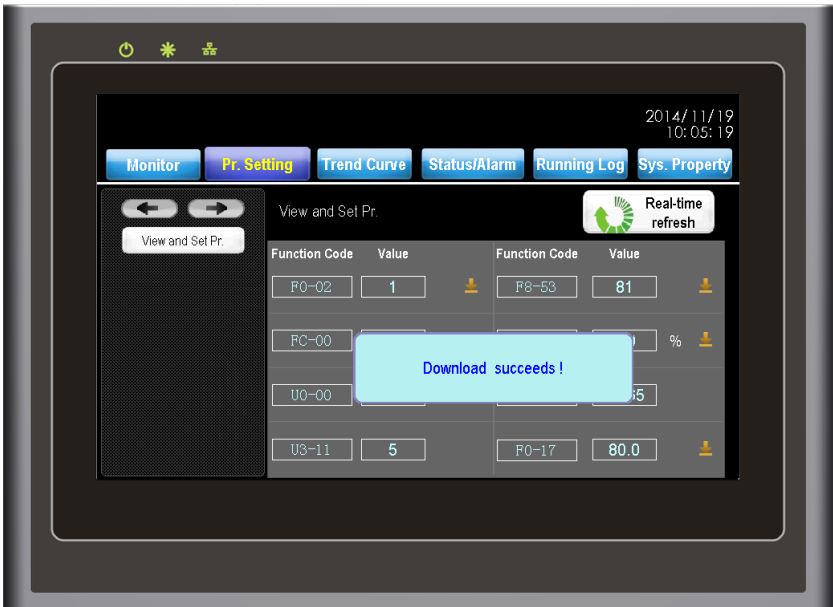 2014/11/19
10:05:19
Monitor Pr. Setting Trend Curve Status/Alarm Running Log Sys. Property
View and Set Pr.
Real-time
refresh
View and Set Pr.
Function Code Value Function Code Value
F0-02 1 F8-53 81
FC-00 %
Download succeeds !
U0-00
U3-11 5 F0-17 80.0